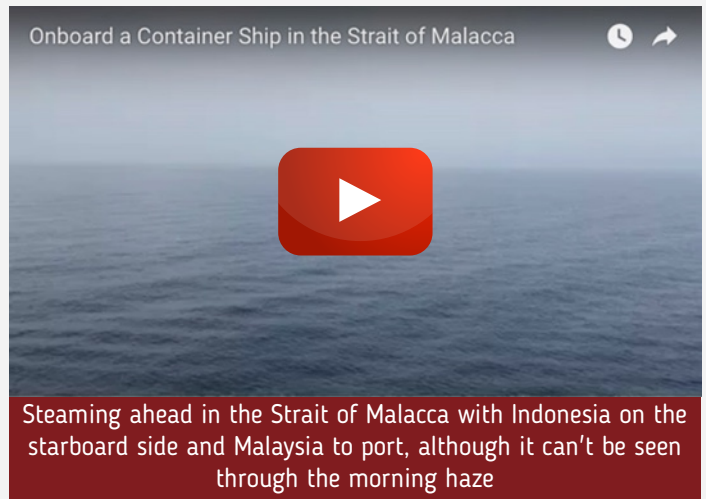 Onboard a Container Ship in the Strait of Malacca
Steaming ahead in the Strait of Malacca with Indonesia on the
starboard side and Malaysia to port, although it can't be seen
through the morning haze